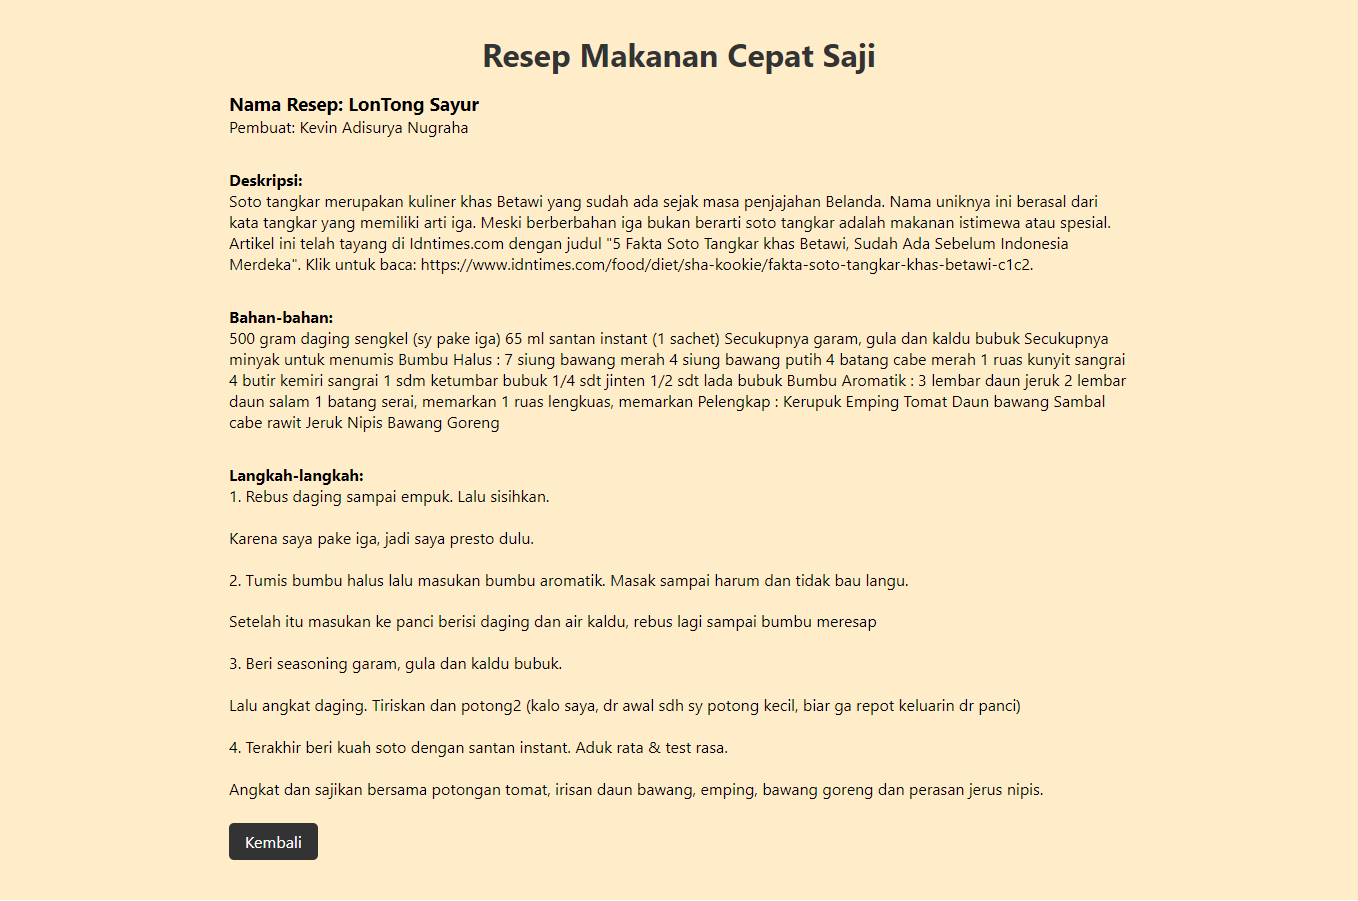 Resep Makanan Cepat Saji
Nama Resep: LonTong Sayur
Pembuat: Kevin Adisurya Nugraha
Deskripsi:
Soto tangkar merupakan kuliner khas Betawi yang sudah ada sejak masa penjajahan Belanda. Nama uniknya ini berasal dari
kata tangkar yang memiliki arti iga. Meski berberbahan iga bukan berarti soto tangkar adalah makanan istimewa atau spesial.
Artikel ini telah tayang di Idntimes.com dengan judul "5 Fakta Soto Tangkar khas Betawi, Sudah Ada Sebelum Indonesia
Merdeka". Klik untuk baca: https://www.idntimes.com/food/diet/sha-kookie/fakta-soto-tangkar-khas-betawi-c1c2.
Bahan-bahan:
500 gram daging sengkel (sy pake iga) 65 ml santan instant (1 sachet) Secukupnya garam, gula dan kaldu bubuk Secukupnya
minyak untuk menumis Bumbu Halus : 7 siung bawang merah 4 siung bawang putih 4 batang cabe merah 1 ruas kunyit sangrai
4 butir kemiri sangrai 1 sdm ketumbar bubuk 1/4 sdt jinten 1/2 sdt lada bubuk Bumbu Aromatik : 3 lembar daun jeruk 2 lembar
daun salam 1 batang serai, memarkan 1 ruas lengkuas, memarkan Pelengkap : Kerupuk Emping Tomat Daun bawang Sambal
cabe rawit Jeruk Nipis Bawang Goreng
Langkah-langkah:
1. Rebus daging sampai empuk. Lalu sisihkan.
Karena saya pake iga, jadi saya presto dulu.
2. Tumis bumbu halus lalu masukan bumbu aromatik. Masak sampai harum dan tidak bau langu.
Setelah itu masukan ke panci berisi daging dan air kaldu, rebus lagi sampai bumbu meresap
3. Beri seasoning garam, gula dan kaldu bubuk.
Lalu angkat daging. Tiriskan dan potong2 (kalo saya, dr awal sdh sy potong kecil, biar ga repot keluarin dr panci)
4. Terakhir beri kuah soto dengan santan instant. Aduk rata & test rasa.
Angkat dan sajikan bersama potongan tomat, irisan daun bawang, emping, bawang goreng dan perasan jerus nipis.
Kembali